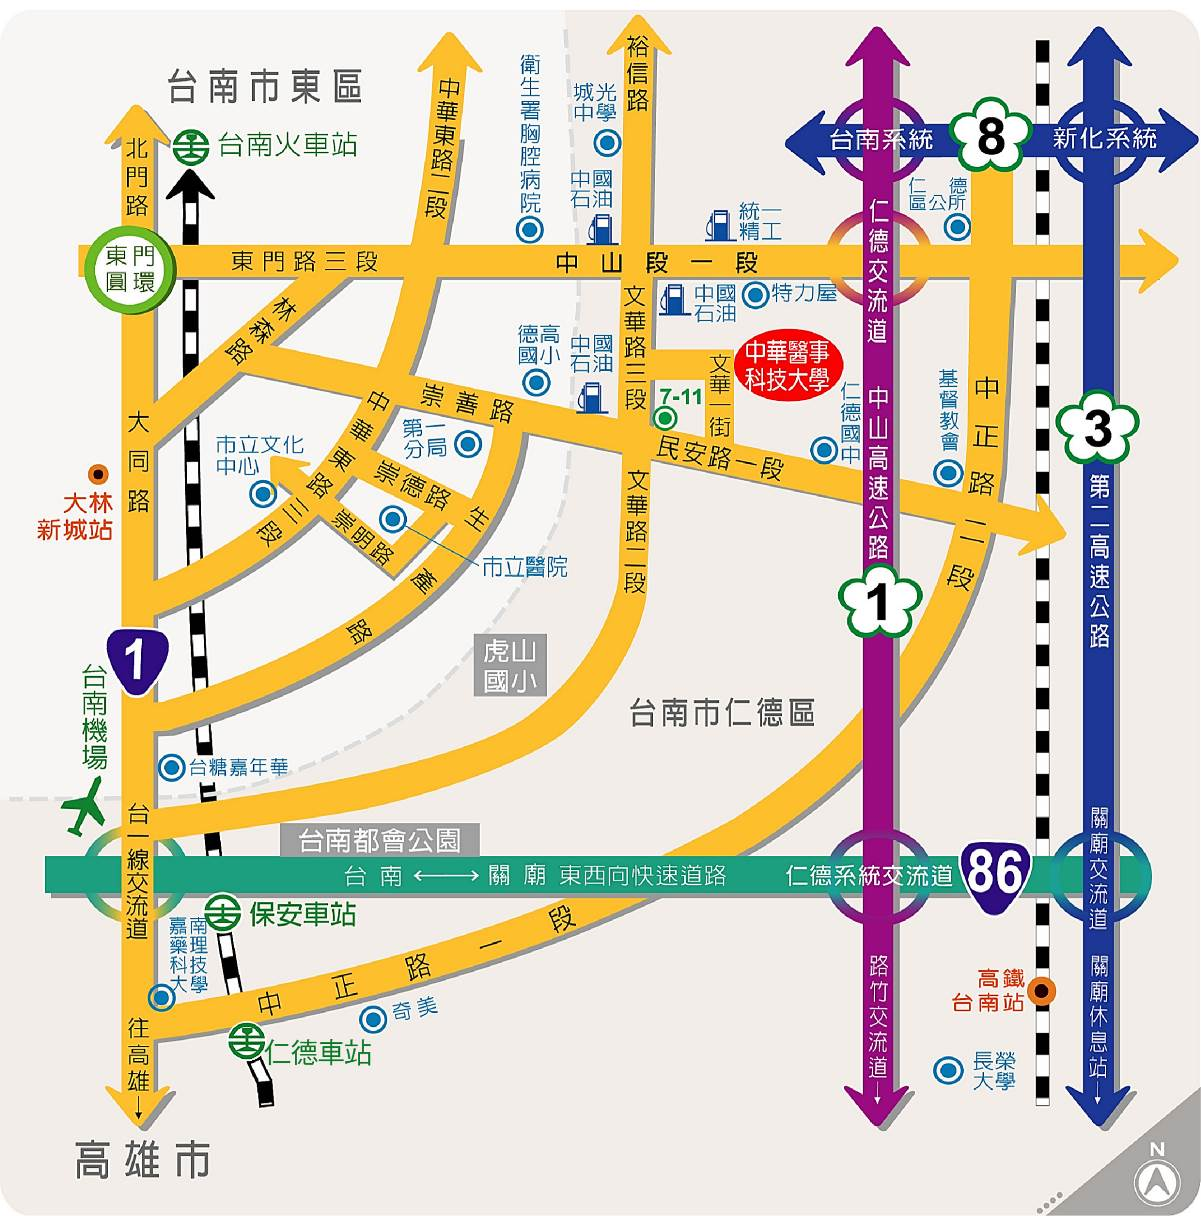 台南市東區
台南火車站
北門路
東門
圓環
東門路三段
中華東路二段
衛生署胸腔病院
城光
中學
中國
石油
裕信路
統一
精工
中山段一段
台南系統
8
新化系統
仁德
區公所
仁德交流道
林森路
崇善路
德高
國小
中國
石油
文華路三段
中國
石油
特力屋
中華醫事
科技大學
文華一街
7-11
民安路一段
仁德國中
中山高速公路
基督教會
中正路二段
3
第二高速公路
大同路
大林
新城站
市立文化
中心
中華東路三段
第一
分局
崇德路
崇明路
市立醫院
生產路
文華路二段
1
1
台南機場
虎山
國小
台南市仁德區
台糖嘉年華
台一線交流道
台南都會公園
台南
關廟
東西向快速道路
仁德系統交流道
86
關廟交流道
保安車站
嘉南
藥理
科技
大學
中正路一段
奇美
仁德車站
往高雄
路竹交流道
高鐵
台南站
關廟休息站
長榮
大學
高雄市
N